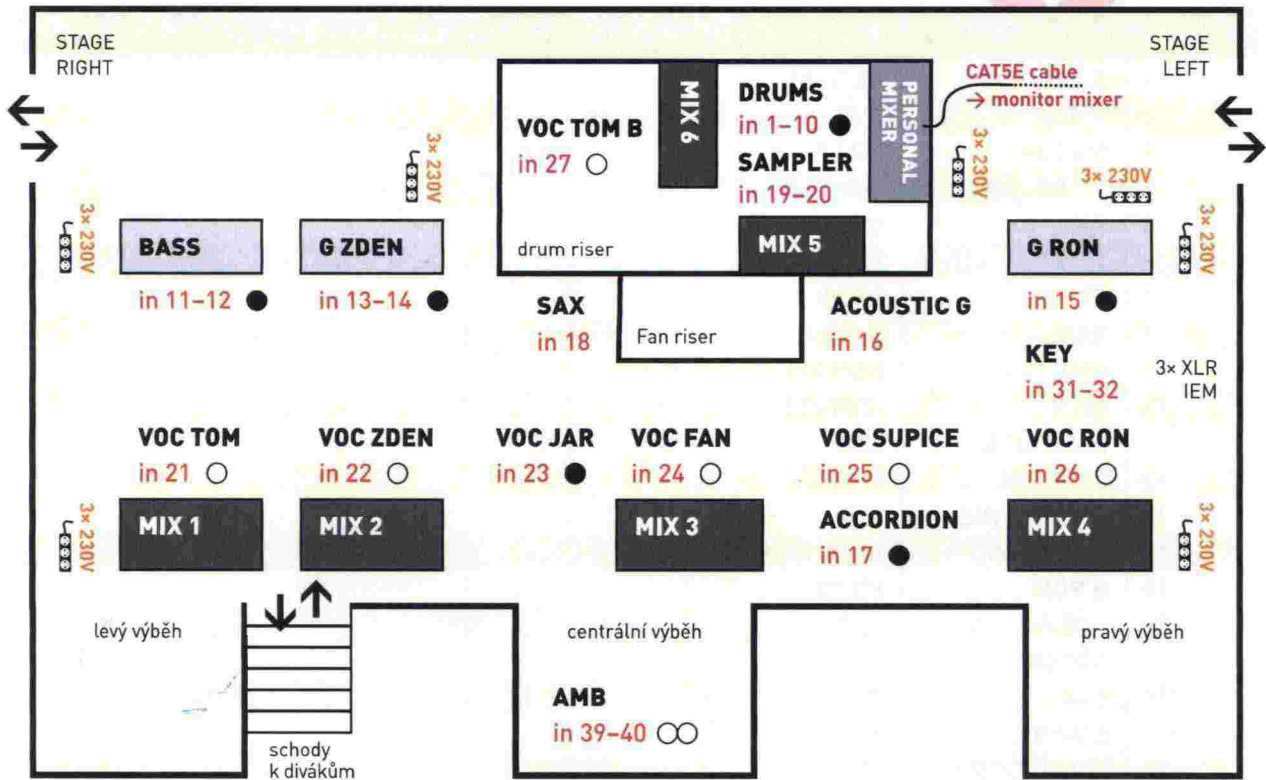 STAGE
RIGHT
STAGE
LEFT
CAT5E cable
→ monitor mixer
MIX 6
DRUMS
in 1–10
PERSONAL
MIXER
VOC TOM B
in 27
SAMPLER
in 19–20
3× 230V
3× 230V
3× 230V
3× 230V
3× 230V
BASS
G ZDEN
drum riser
MIX 5
G RON
in 11–12
in 13–14
SAX
in 18
Fan riser
ACOUSTIC G
in 16
in 15
KEY
in 31–32
3× XLR
IEM
VOC TOM
in 21
VOC ZDEN
in 22
VOC JAR
in 23
VOC FAN
in 24
VOC SUPICE
in 25
VOC RON
in 26
3× 230V
MIX 1
MIX 2
MIX 3
ACCORDION
in 17
MIX 4
3× 230V
levý výběh
centrální výběh
pravý výběh
AMB
in 39–40
schody
k divákům